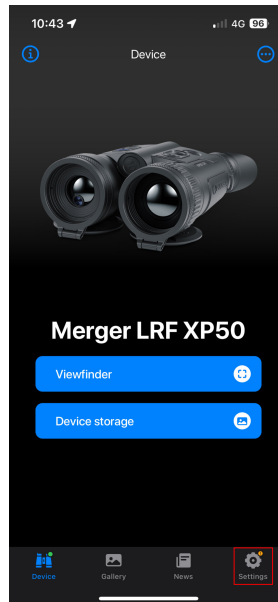 10:43
4G 96
Device
Merger LRF XP50
Viewfinder
Device storage
Device
Gallery
News
Settings